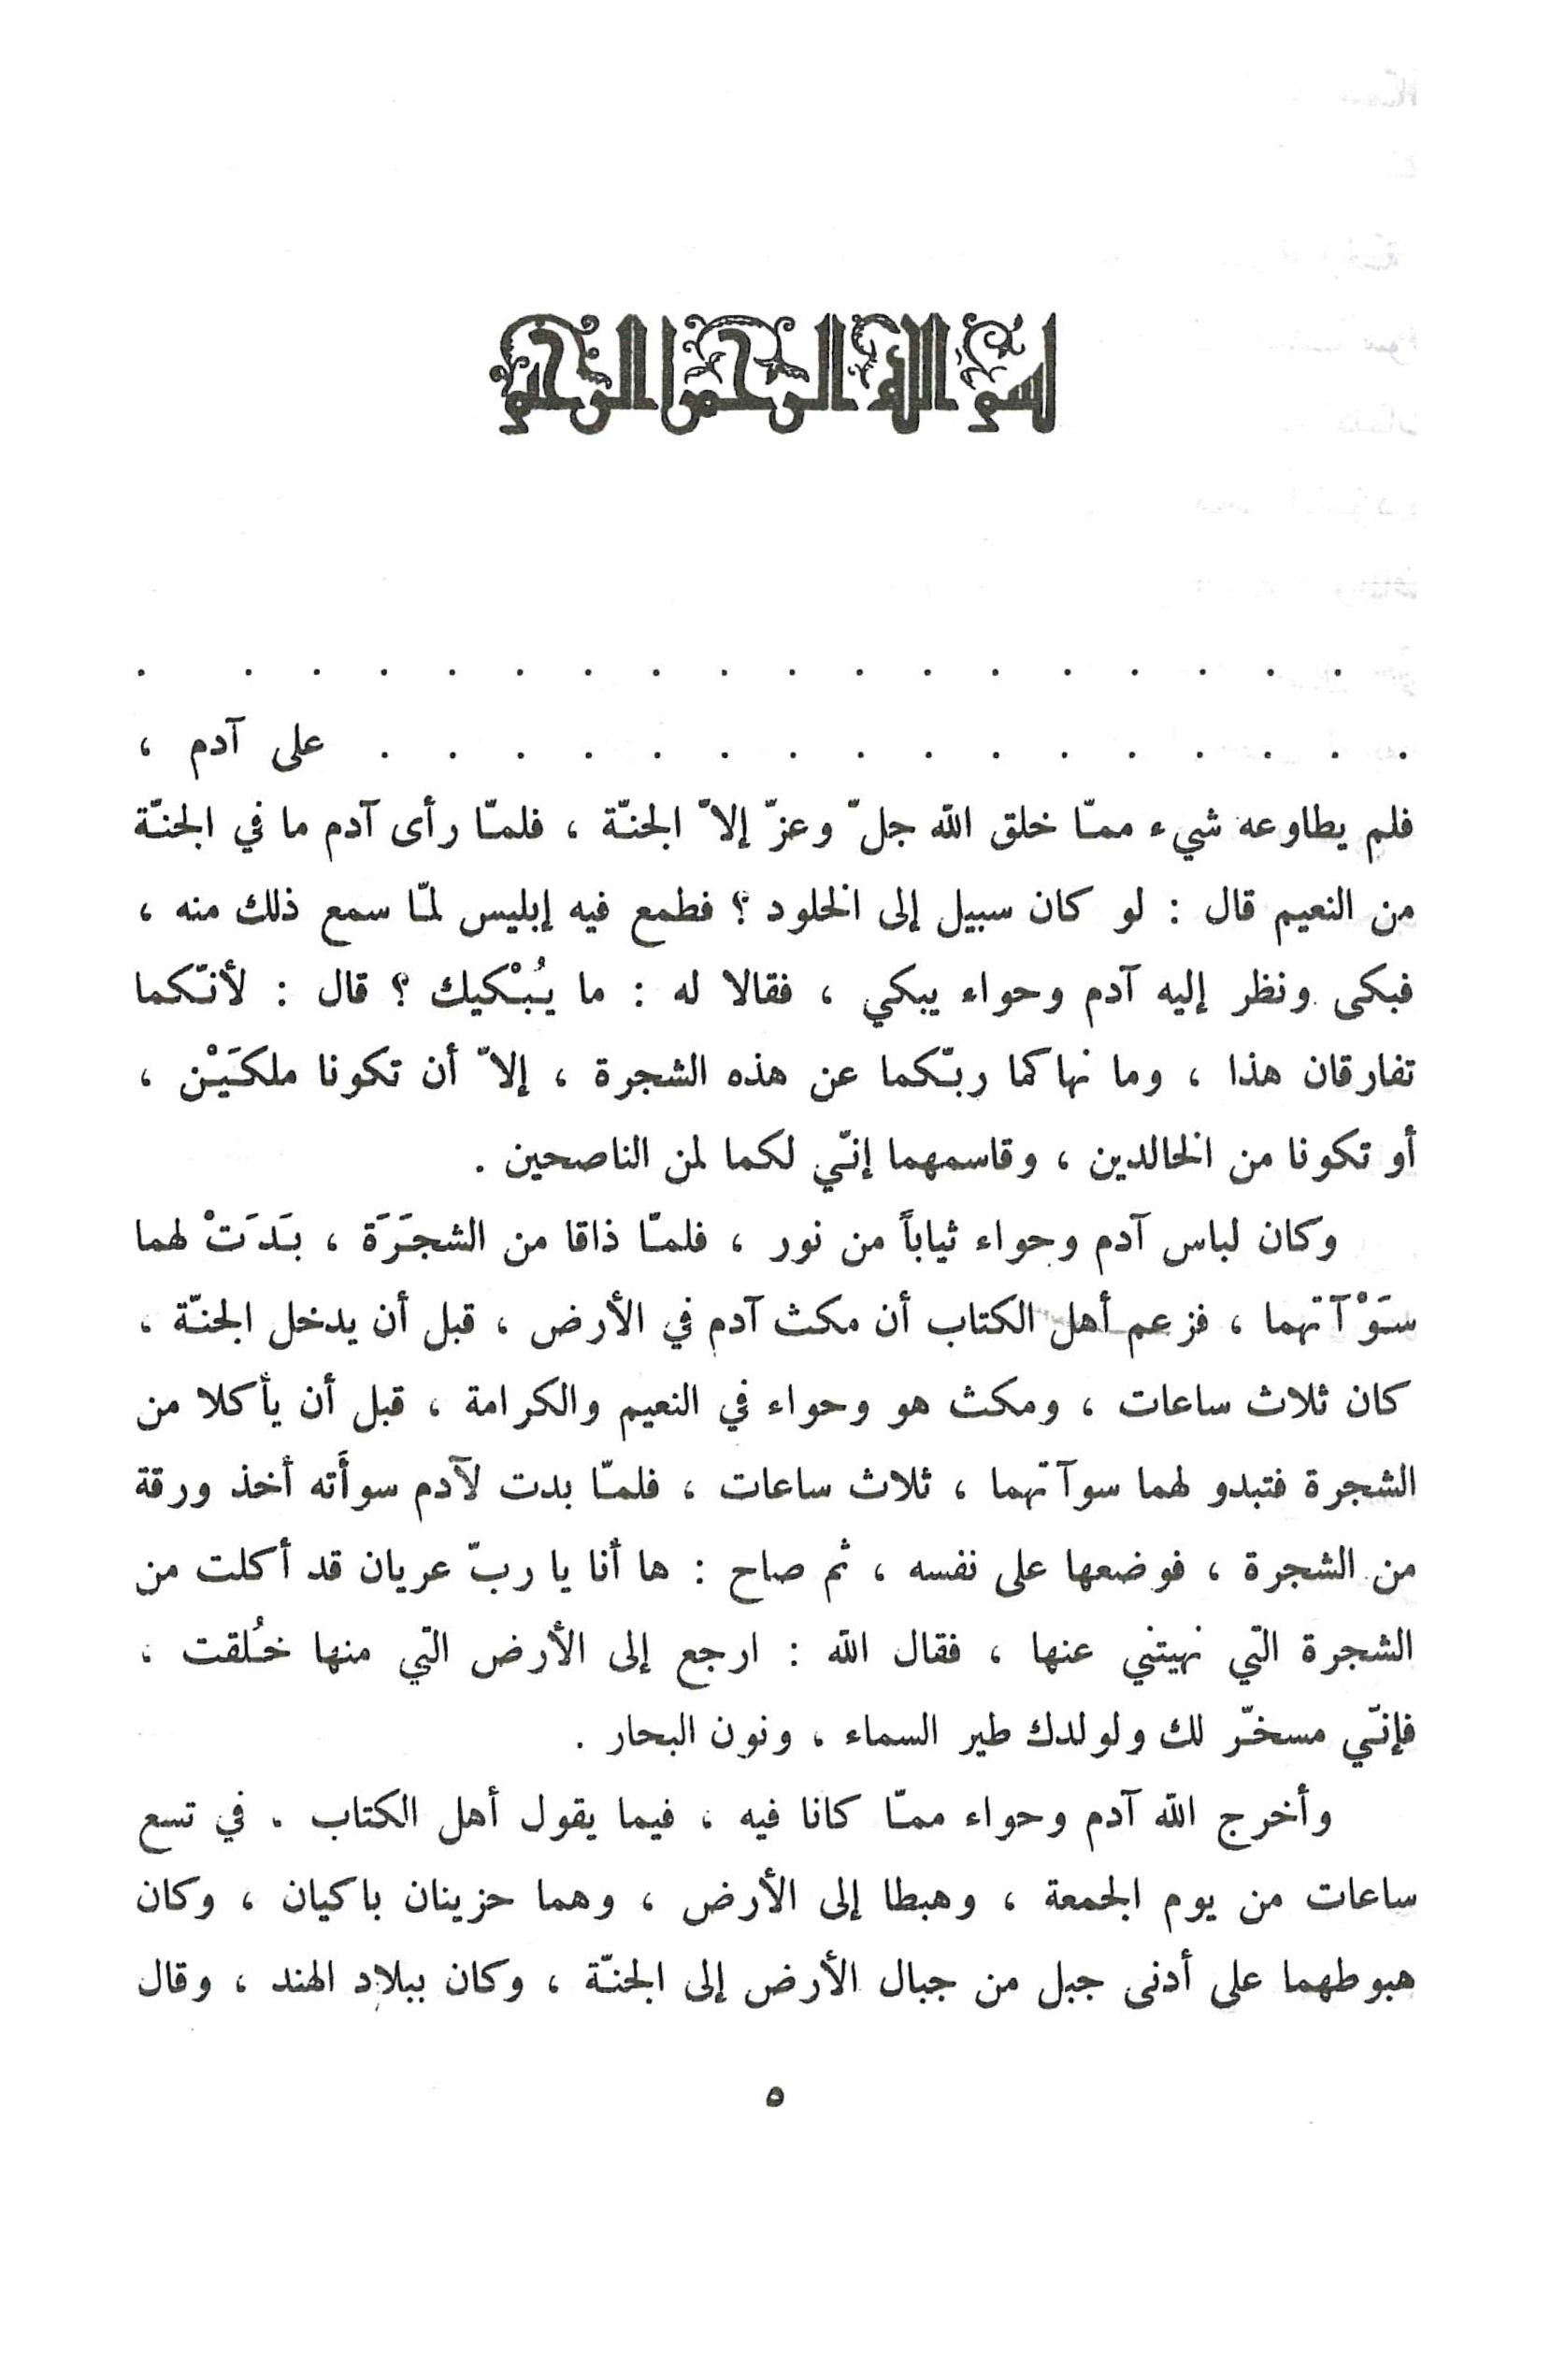 بسم الله الرحمن الرحيم
. . . . . . . . . . . . . . . . . .
. . . . . . . . . . . . . . . . على آدم ،
فلم يطاوعه شيء ممّا خلق الله جلّ وعزّ إلاّ الجنّة ، فلمّا رأى آدم ما في الجنّة
من النعيم قال : لو كان سبيل إلى الخلود ؟ فطمع فيه إبليس لمّا سمع ذلك منه ،
فبكى ونظر إليه آدم وحواء يبكي ، فقالا له : ما يُبْكيك ؟ قال : لأنّكما
تفارقان هذا ، وما نهاكما ربّكما عن هذه الشجرة ، إلاّ أن تكونا ملكَيْن ،
أو تكونا من الخالدين ، وقاسمهما إنّي لكما لمن الناصحين .
وكان لباس آدم وحواء ثياباً من نور ، فلمّا ذاقا من الشجَرَة ، بَدَتْ لهما
سَوْآتهما ، فزعم أهل الكتاب أن مكث آدم في الأرض ، قبل أن يدخل الجنّة ،
كان ثلاث ساعات ، ومكث هو وحواء في النعيم والكرامة ، قبل أن يأكلا من
الشجرة فتبدو لهما سوآتهما ، ثلاث ساعات ، فلمّا بدت لآدم سوأَته أخذ ورقة
من الشجرة ، فوضعها على نفسه ، ثم صاح : ها أنا يا ربّ عريان قد أكلت من
الشجرة التي نهيتني عنها ، فقال الله : ارجع إلى الأرض التي منها خُلقت ،
فإنّي مسخّر لك ولولدك طير السماء ، ونون البحار .
وأخرج الله آدم وحواء ممّا كانا فيه ، فيما يقول أهل الكتاب . في تسع
ساعات من يوم الجمعة ، وهبطا إلى الأرض ، وهما حزينان باكيان ، وكان
هبوطهما على أدنى جبل من جبال الأرض إلى الجنّة ، وكان ببلاد الهند ، وقال
٥